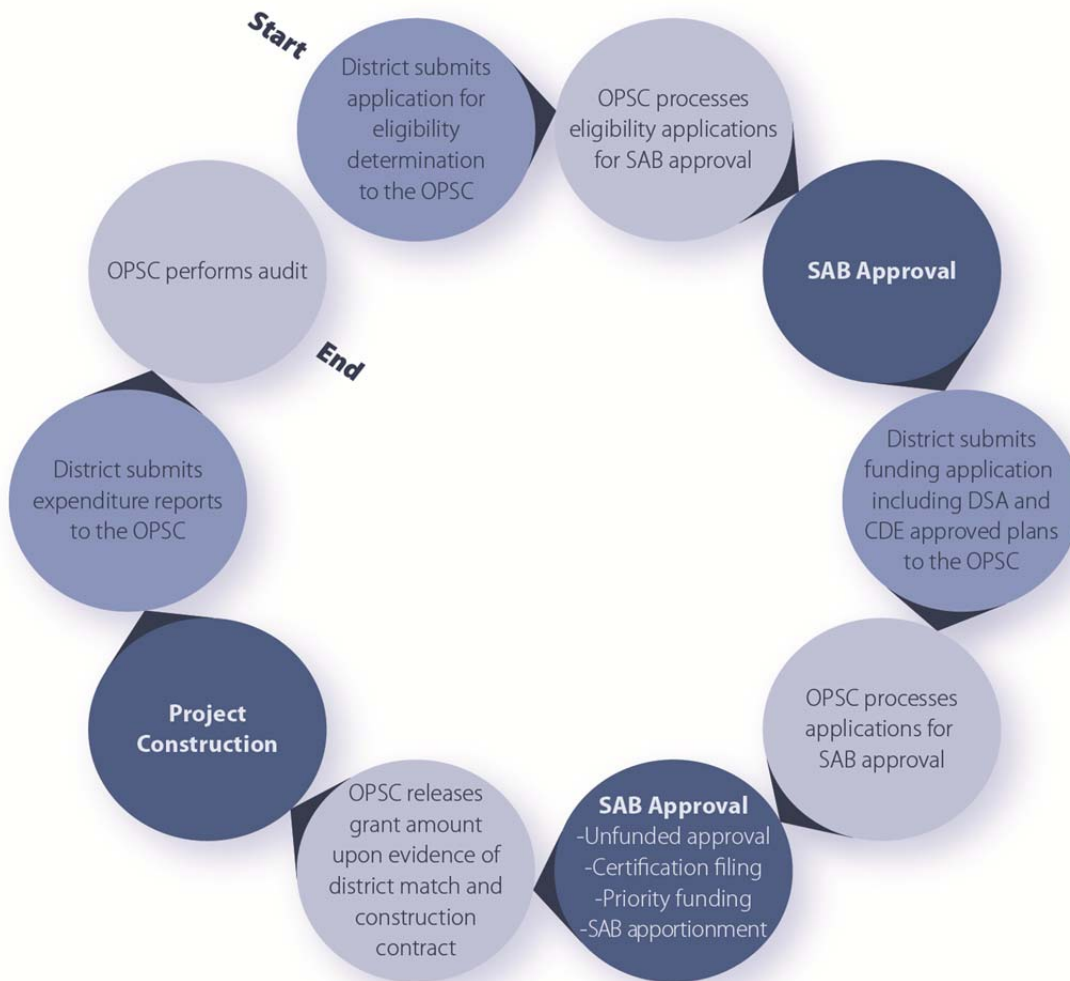 Start
District submits
application for
eligibility
determination
to the OPSC
OPSC processes
eligibility applications
for SAB approval
SAB Approval
District submits
funding application
including DSA and
CDE approved plans
to the OPSC
OPSC processes
applications for
SAB approval
SAB Approval
-Unfunded approval
-Certification filing
-Priority funding
-SAB apportionment
OPSC releases
grant amount
upon evidence of
district match and
construction
contract
Project
Construction
District submits
expenditure reports
to the OPSC
OPSC performs audit
End